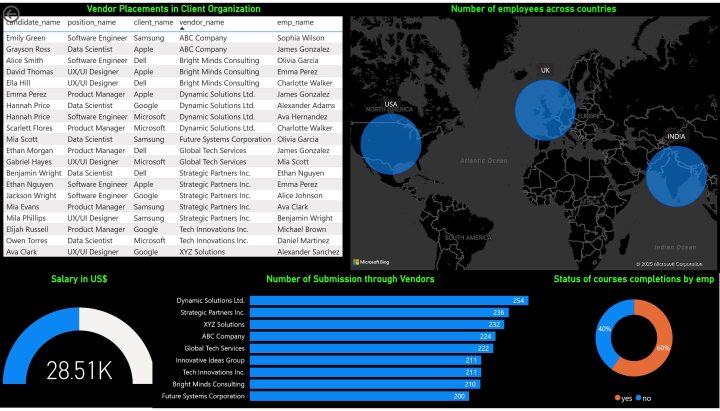 Vendor Placements in Client Organization
candidate_name position_name client_name vendor_name emp_name
Emily Green Software Engineer Samsung ABC Company Sophia Wilson
Grayson Ross Data Scientist Apple ABC Company James Gonzalez
Alice Smith Software Engineer Dell Bright Minds Consulting Olivia Garcia
David Thomas UX/UI Designer Apple Bright Minds Consulting Emma Perez
Ella Hill UX/UI Designer Dell Bright Minds Consulting Charlotte Walker
Emma Perez Product Manager Apple Dynamic Solutions Ltd. James Gonzalez
Hannah Price Data Scientist Google Dynamic Solutions Ltd. Alexander Adams
Hannah Price Software Engineer Microsoft Dynamic Solutions Ltd. Ava Hernandez
Scarlett Flores Product Manager Microsoft Dynamic Solutions Ltd. Charlotte Walker
Mia Scott Data Scientist Samsung Future Systems Corporation Olivia Garcia
Ethan Morgan Product Manager Dell Global Tech Services James Gonzalez
Gabriel Hayes UX/UI Designer Microsoft Global Tech Services Mia Scott
Benjamin Wright Data Scientist Dell Strategic Partners Inc. Ethan Nguyen
Ethan Nguyen Software Engineer Apple Strategic Partners Inc. Emma Perez
Jackson Wright Software Engineer Google Strategic Partners Inc. Alice Johnson
Mia Evans Product Manager Samsung Strategic Partners Inc. Ava Clark
Mila Phillips UX/UI Designer Samsung Strategic Partners Inc. Benjamin Wright
Elijah Russell Product Manager Google Tech Innovations Inc. Michael Brown
Owen Torres Data Scientist Microsoft Tech Innovations Inc. Daniel Martinez
Ava Clark UX/UI Designer Google XYZ Solutions Alexander Sanchez
Number of employees across countries
UK
USA
NORTH AMERICA
EUROPE
INDIA
Atlantic Ocean
AFRICA
SOUTH AMERICA
Indian Ocean
Microsoft Bing
© 2025 Microsoft Corporation
Salary in US$
28.51K
Number of Submission through Vendors
Dynamic Solutions Ltd. 254
Strategic Partners Inc. 236
XYZ Solutions 232
ABC Company 224
Global Tech Services 222
Innovative Ideas Group 211
Tech Innovations Inc. 211
Bright Minds Consulting 210
Future Systems Corporation 200
Status of courses completions by emp
40%
60%
yes no